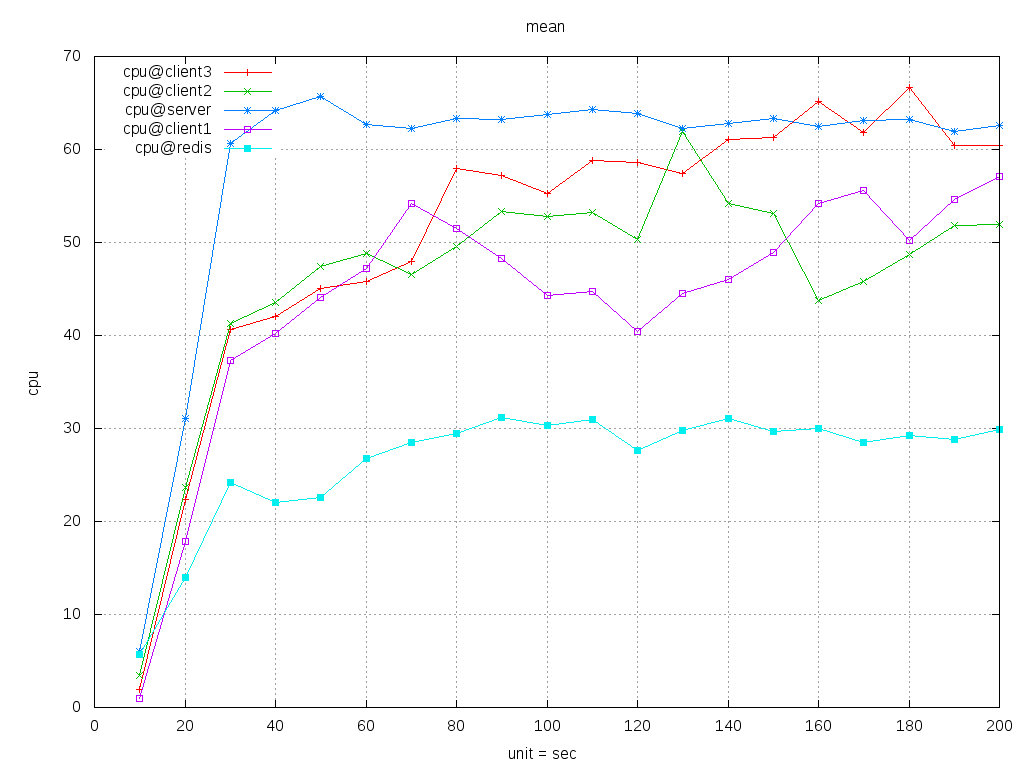 mean
70
60
50
40
30
20
10
0
cpu@client3
cpu@client2
cpu@server
cpu@client1
cpu@redis
cpu
0 20 40 60 80 100 120 140 160 180 200
unit = sec